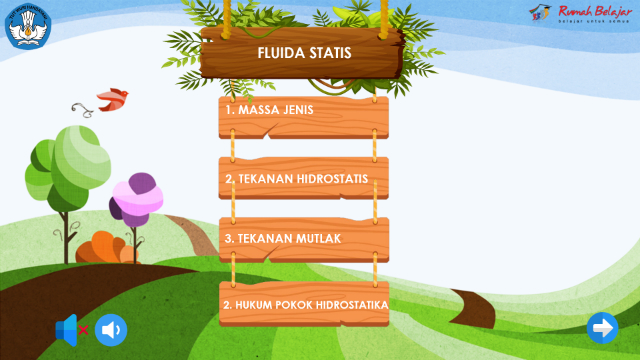 Rumah Belajar
belajar untuk semua
FLUIDA STATIS
1. MASSA JENIS
2. TEKANAN HIDROSTATIS
3. TEKANAN MUTLAK
2. HUKUM POKOK HIDROSTATIKA